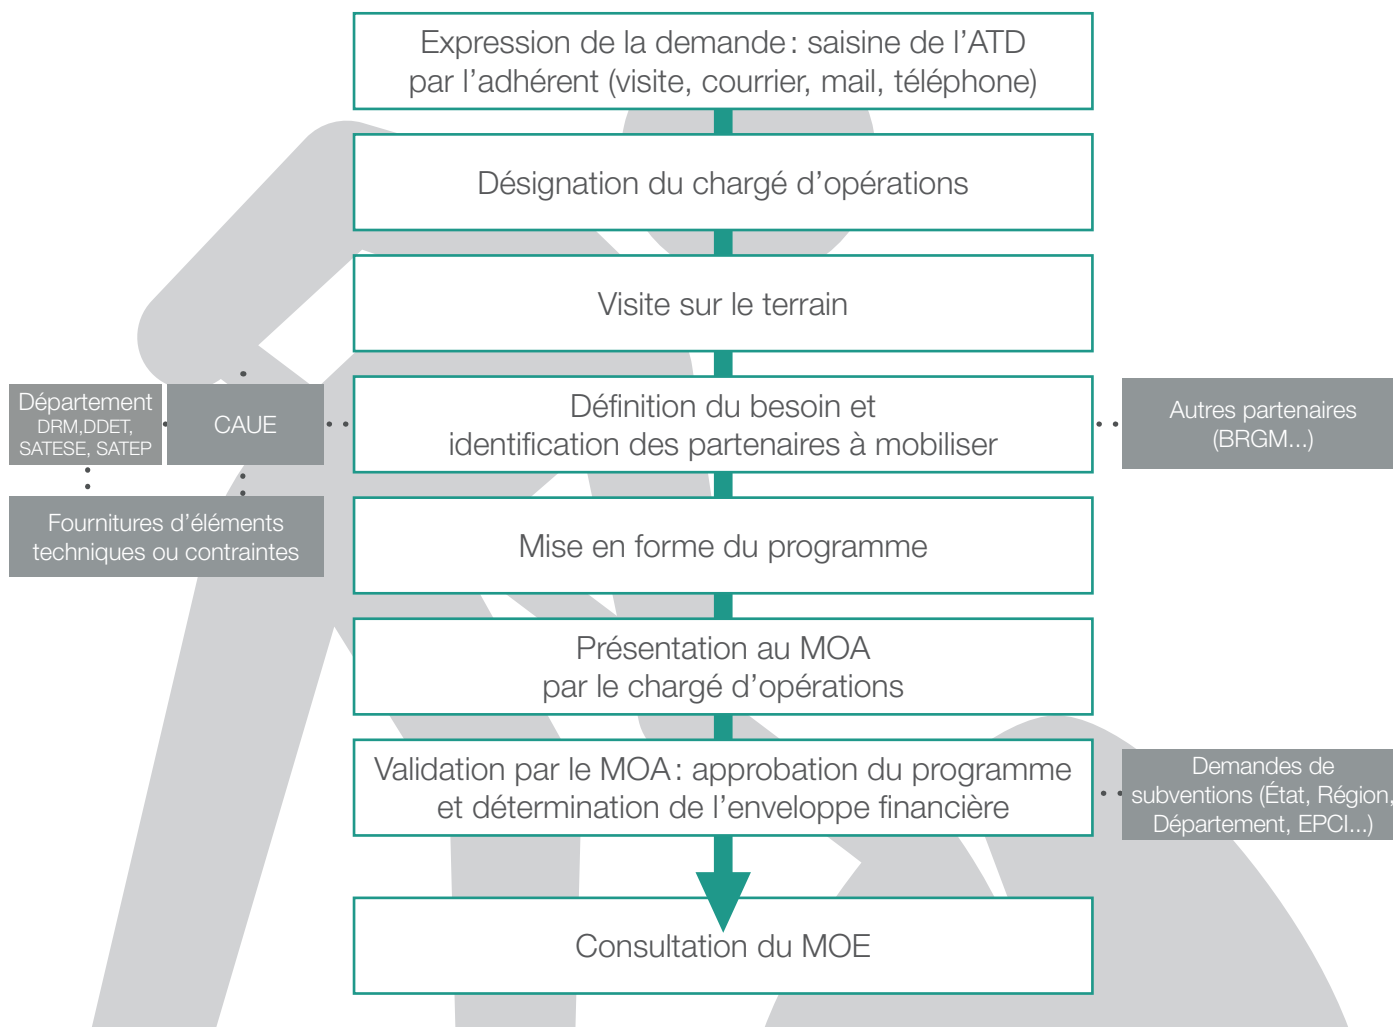 Expression de la demande : saisine de l’ATD
par l’adhérent (visite, courrier, mail, téléphone)
Désignation du chargé d’opérations
Visite sur le terrain
Département
DRM,DDET,
SATESE, SATEP
CAUE
Définition du besoin et
identification des partenaires à mobiliser
Autres partenaires
(BRGM...)
Fournitures d’éléments
techniques ou contraintes
Mise en forme du programme
Présentation au MOA
par le chargé d’opérations
Validation par le MOA : approbation du programme
et détermination de l’enveloppe financière
Demandes de
subventions (État, Région,
Département, EPCI...)
Consultation du MOE